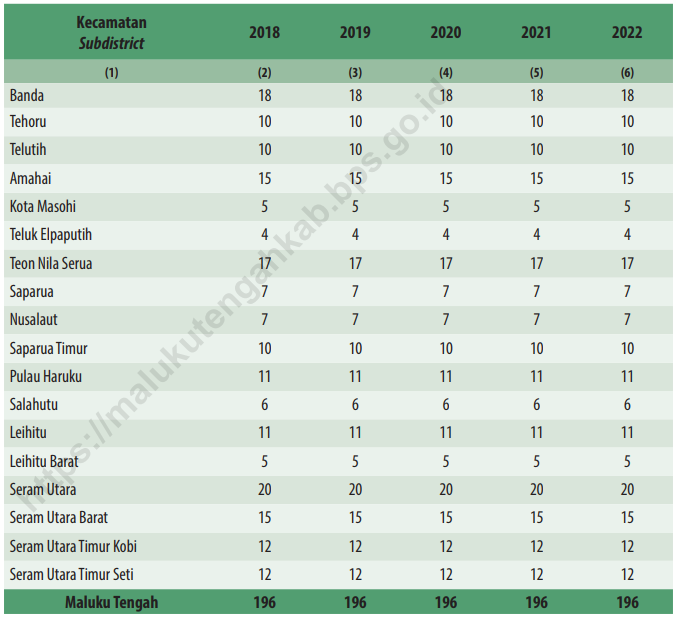 Kecamatan 2018 2019 2020 2021 2022
Subdistrict
(1) (2) (3) (4) (5) (6)
Banda 18 18 18 18 18
Tehoru 10 10 10 10 10
Telutih 10 10 10 10 10
Amahai 15 15 15 15 15
Kota Masohi 5 5 5 5 5
Teluk Elpaputih 4 4 4 4 4
Teon Nila Serua 17 17 17 17 17
Saparua 7 7 7 7 7
Nusalaut 7 7 7 7 7
Saparua Timur 10 10 10 10 10
Pulau Haruku 11 11 11 11 11
Salahutu 6 6 6 6 6
Leihitu 11 11 11 11 11
Leihitu Barat 5 5 5 5 5
Seram Utara 20 20 20 20 20
Seram Utara Barat 15 15 15 15 15
Seram Utara Timur Kobi 12 12 12 12 12
Seram Utara Timur Seti 12 12 12 12 12
Maluku Tengah 196 196 196 196 196
https://malukutengahkab.bps.go.id